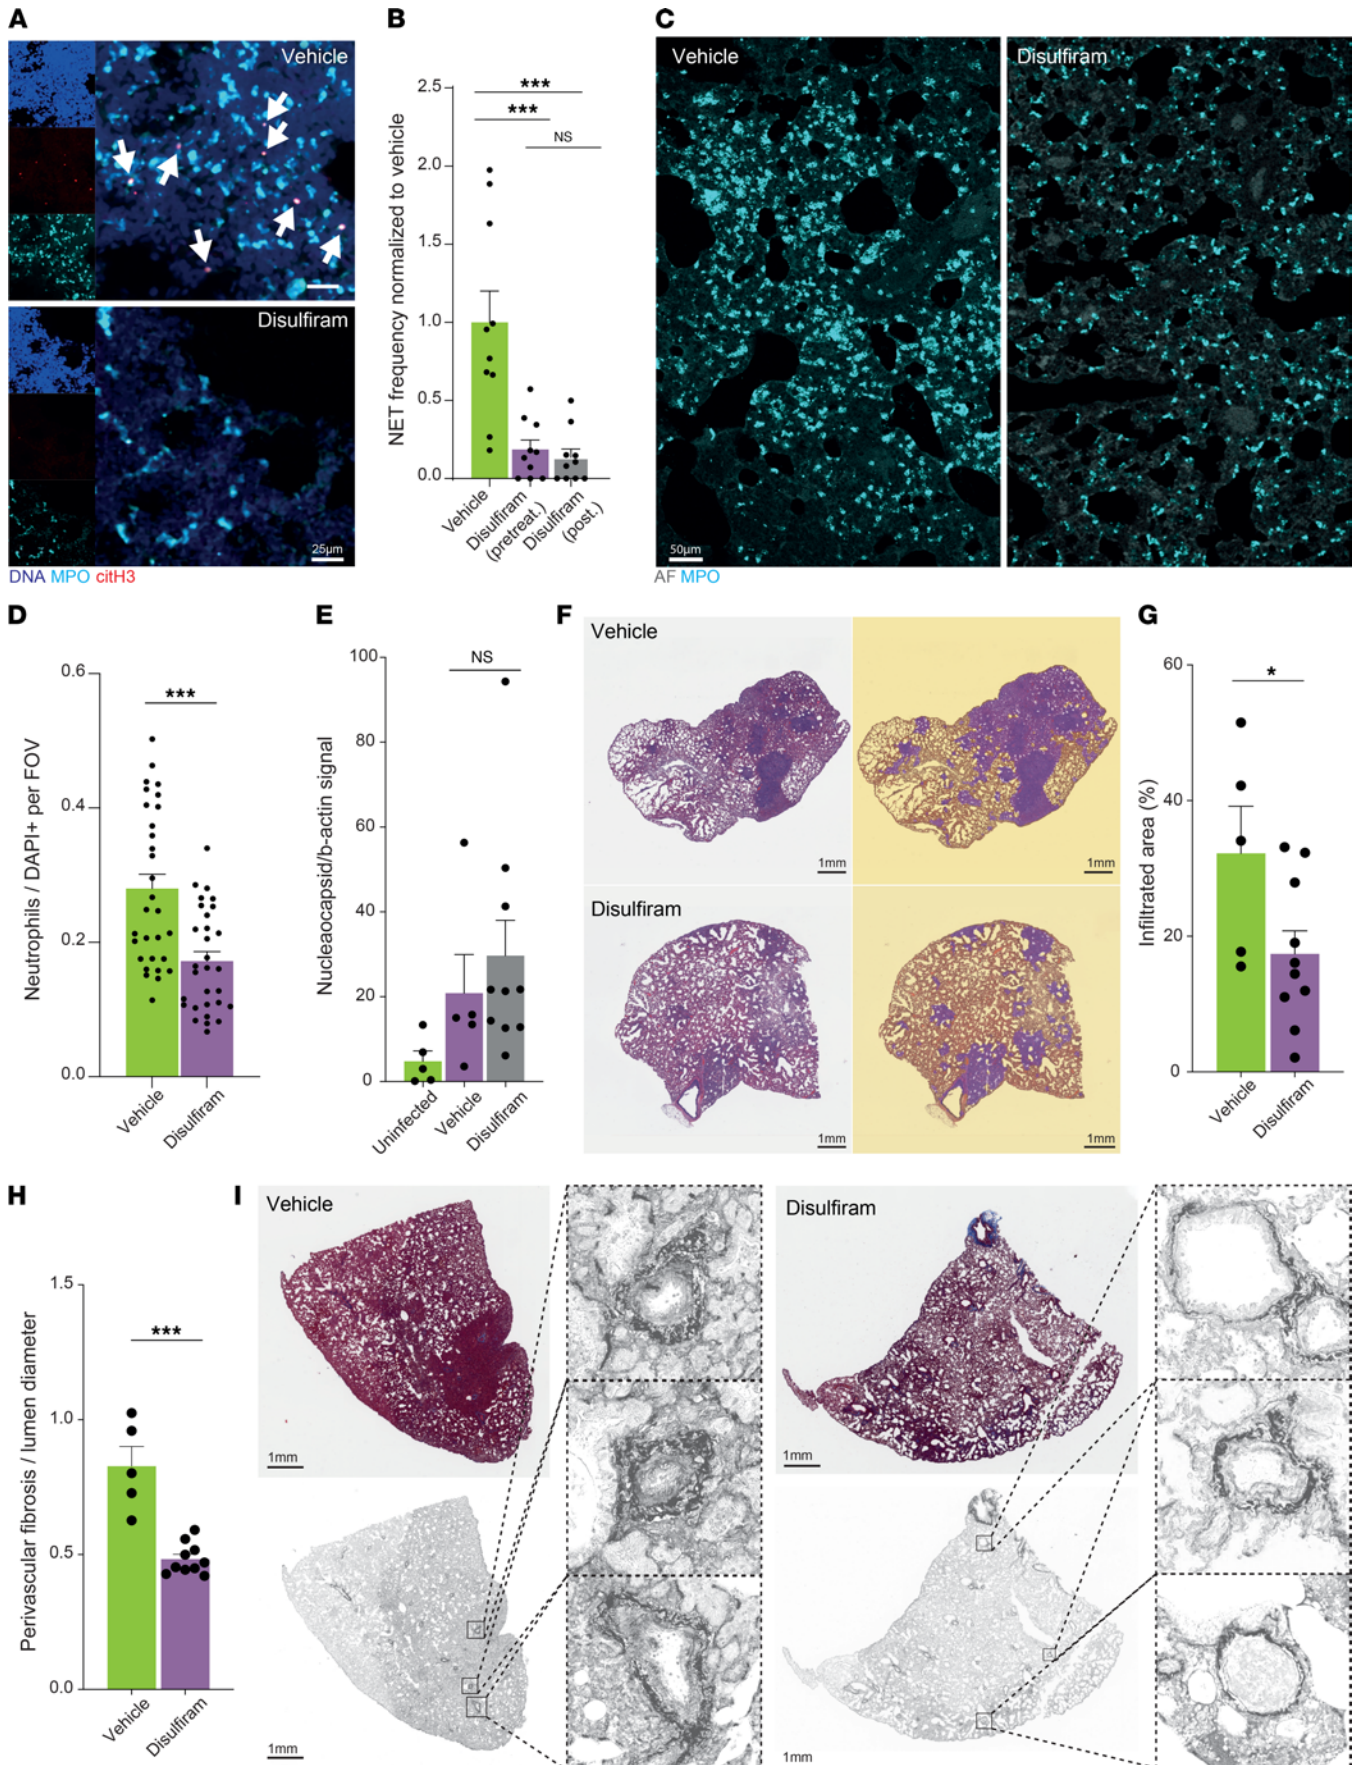 A
Vehicle
Disulfiram
25µm
DNA MPO citH3
B
NET frequency normalized to vehicle
2.5
2.0
1.5
1.0
0.5
0.0
***
***
NS
Vehicle
Disulfiram
(pretreat.)
Disulfiram
(post.)
C
Vehicle
Disulfiram
50µm
AF MPO
D
Neutrophils / DAPI+ per FOV
0.6
0.4
0.2
0.0
***
Vehicle
Disulfiram
E
Nucleaocapsid/b-actin signal
100
80
60
40
20
0
NS
Uninfected
Vehicle
Disulfiram
F
Vehicle
1mm
1mm
Disulfiram
1mm
1mm
G
Infiltrated area (%)
60
40
20
0
*
Vehicle
Disulfiram
H
Perivascular fibrosis / lumen diameter
1.5
1.0
0.5
0.0
***
Vehicle
Disulfiram
I
Vehicle
1mm
1mm
Disulfiram
1mm
1mm